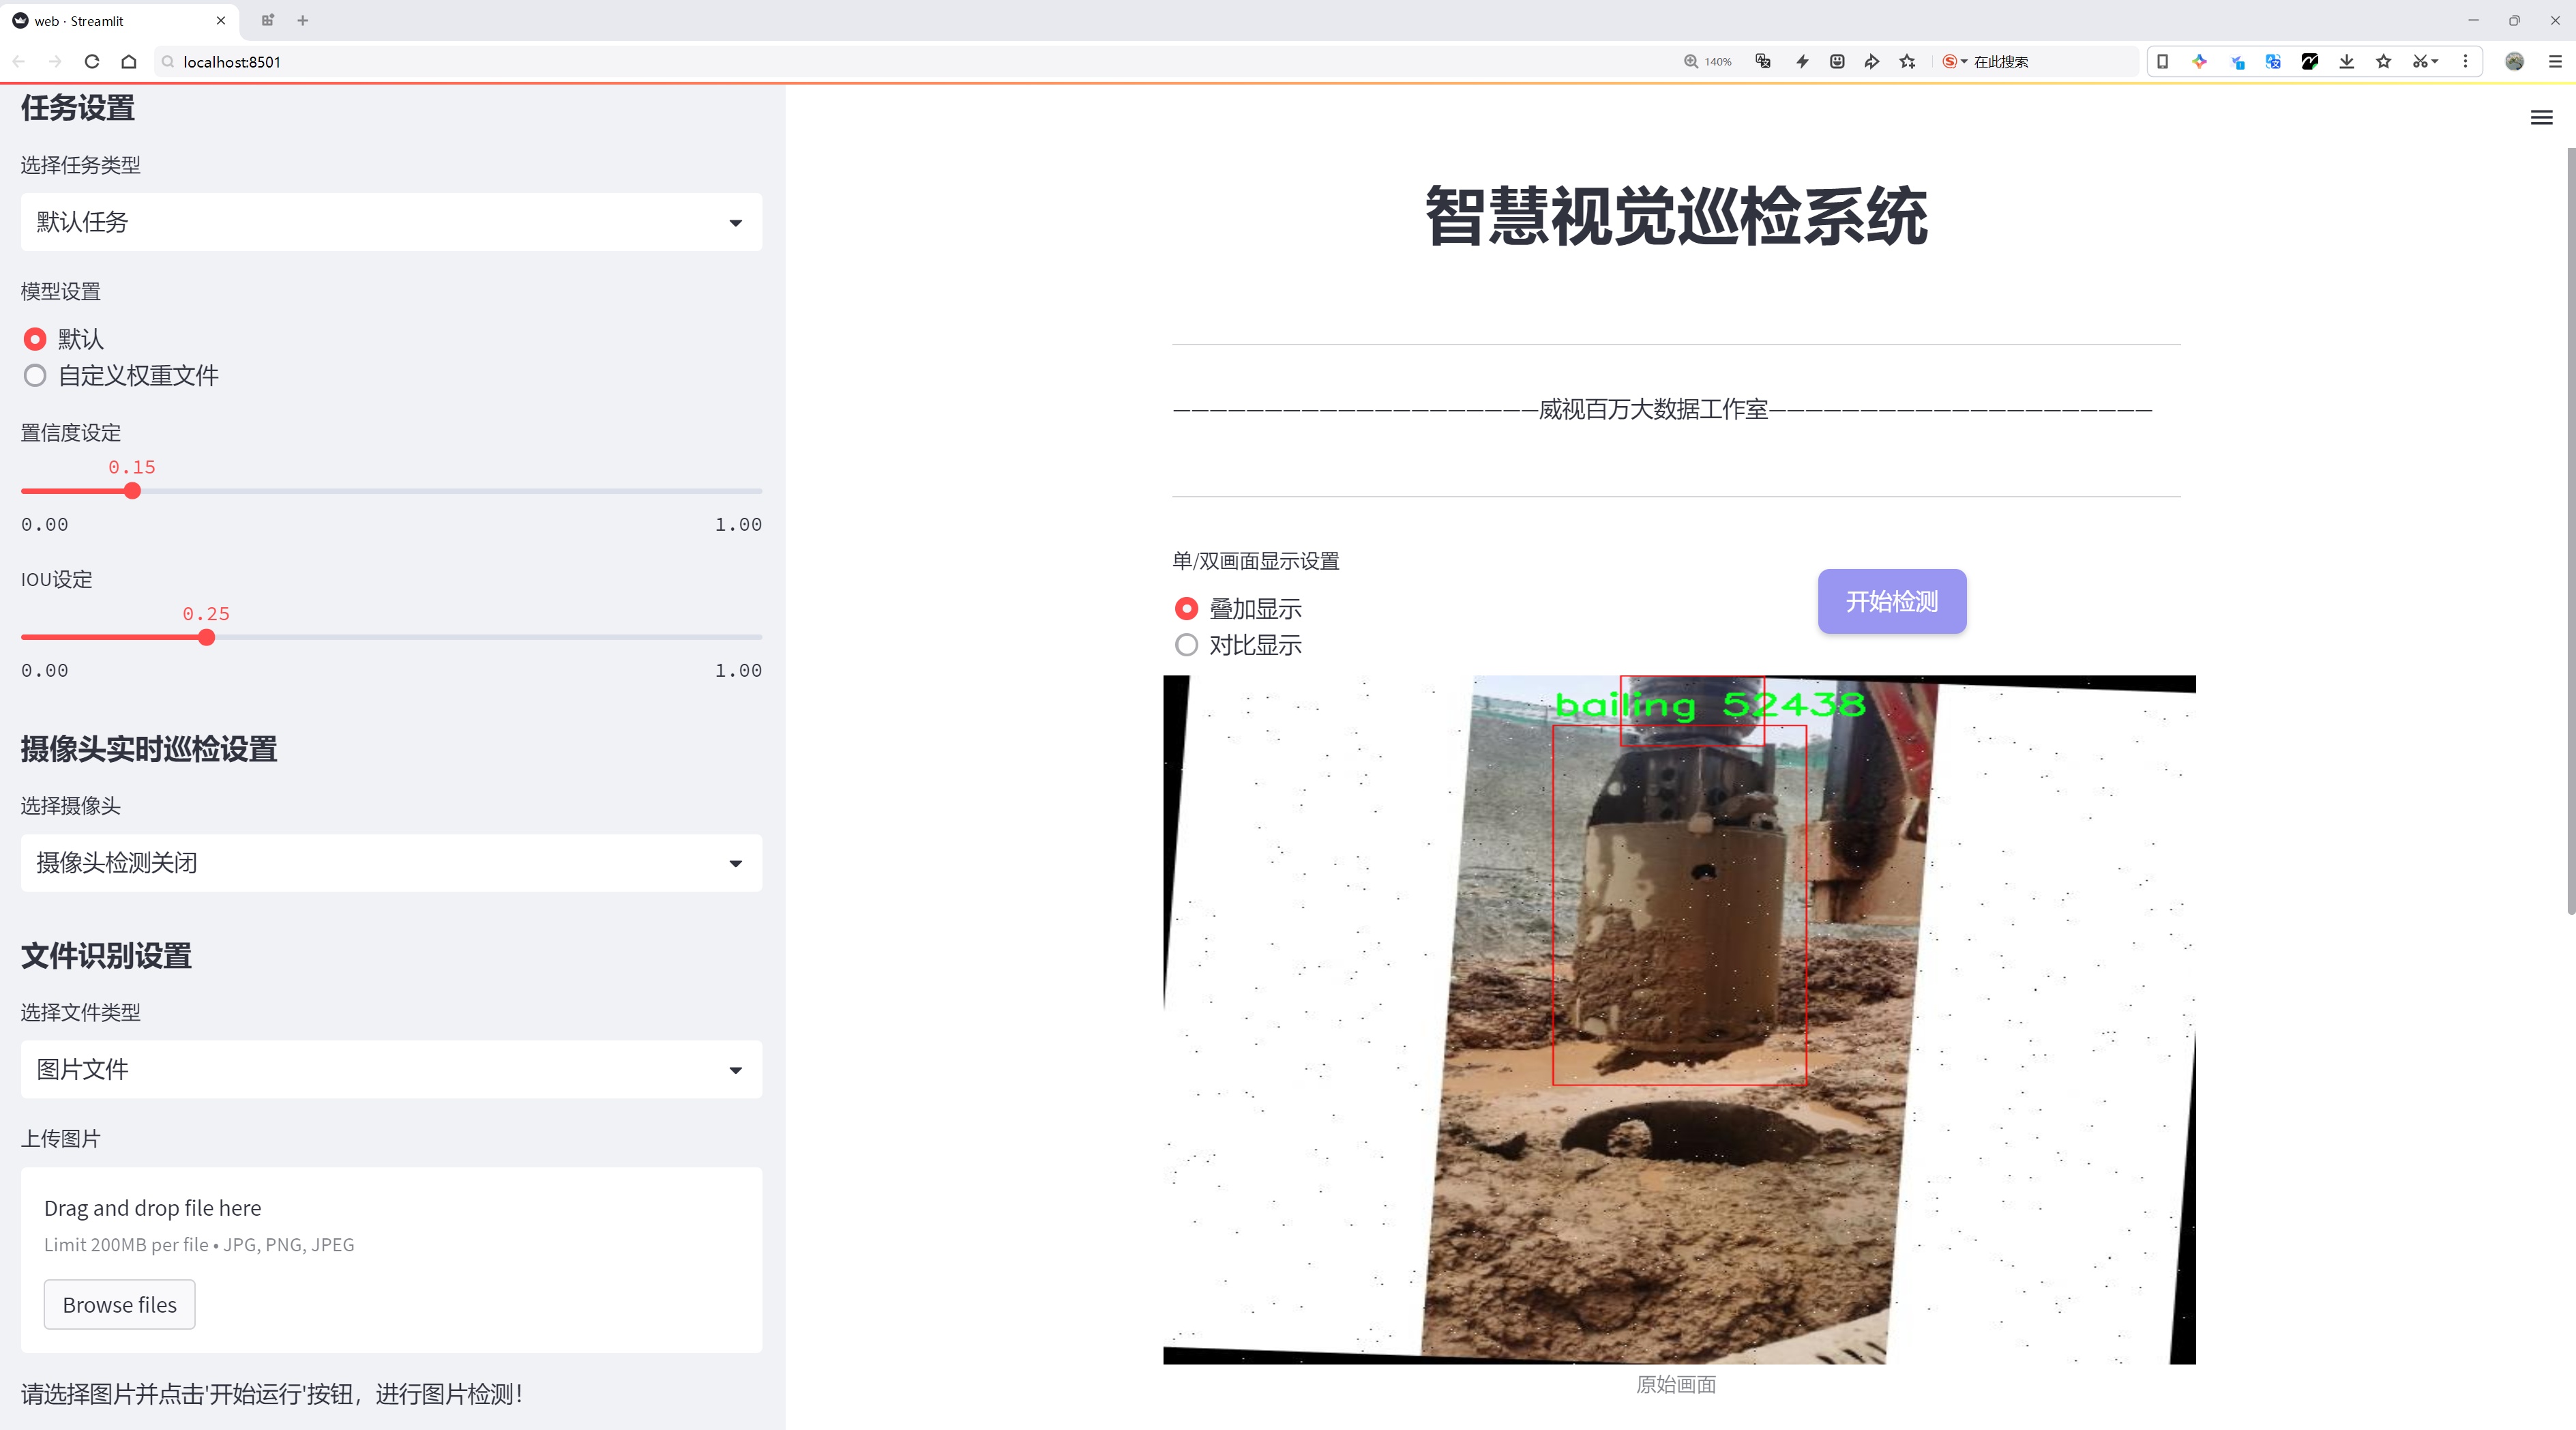 web · Streamlit
localhost:8501
140%
在此搜索
任务设置
选择任务类型
默认任务
模型设置
默认
自定义权重文件
置信度设定
0.15
0.00
1.00
IOU设定
0.25
0.00
1.00
摄像头实时巡检设置
选择摄像头
摄像头检测关闭
文件识别设置
选择文件类型
图片文件
上传图片
Drag and drop file here
Limit 200MB per file • JPG, PNG, JPEG
Browse files
请选择图片并点击'开始运行'按钮，进行图片检测！
智慧视觉巡检系统
—————————————————————威视百万大数据工作室—————————————————————
单/双画面显示设置
叠加显示
对比显示
开始检测
bailing 52438
原始画面